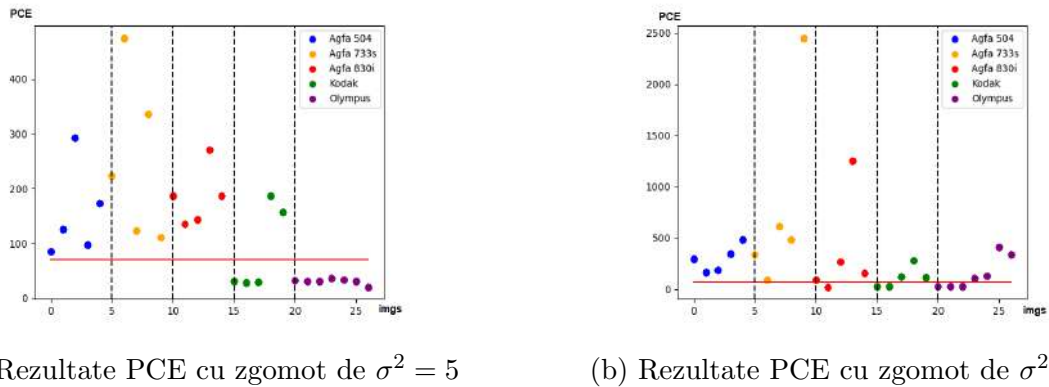 PCE
Agfa 504
Agfa 733s
Agfa 830i
Kodak
Olympus
400
300
200
100
0
0 5 10 15 20 25 imgs
PCE
2500
Agfa 504
Agfa 733s
Agfa 830i
Kodak
Olympus
2000
1500
1000
500
0
0 5 10 15 20 25 imgs
Rezultate PCE cu zgomot de σ² = 5
(b) Rezultate PCE cu zgomot de σ²